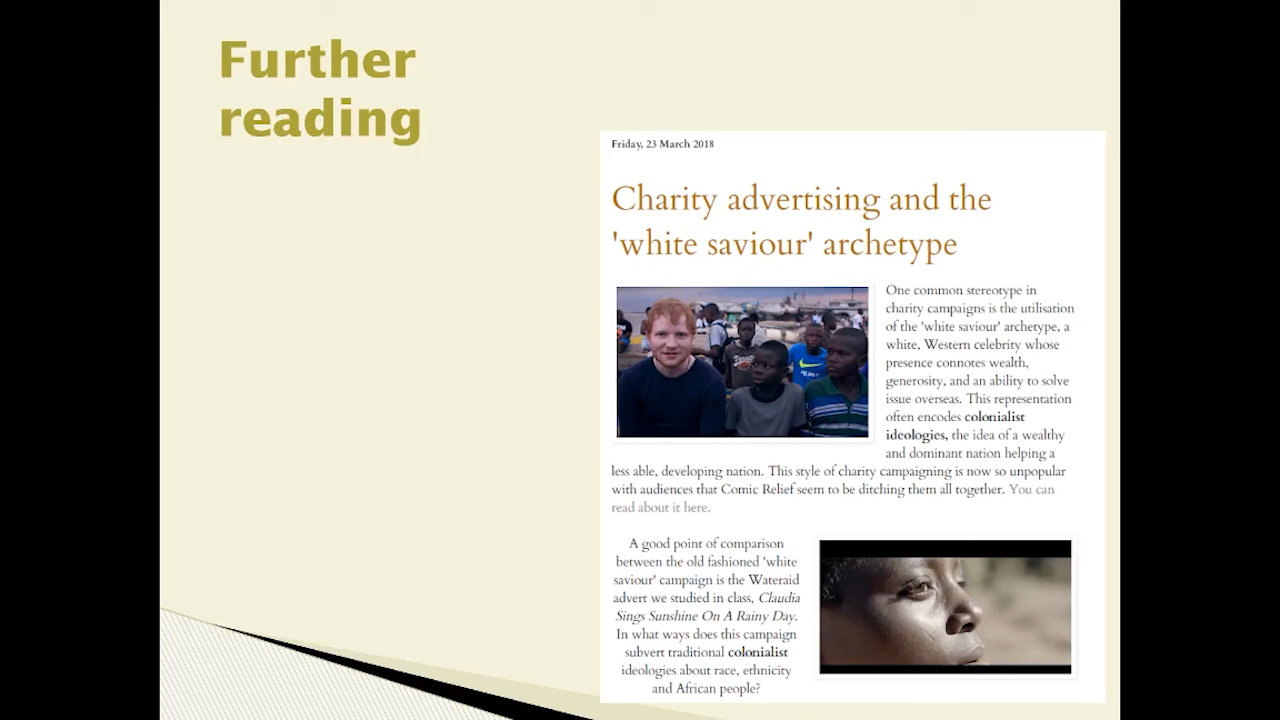 Further
reading
Friday, 23 March 2018
Charity advertising and the
'white saviour' archetype
One common stereotype in
charity campaigns is the utilisation
of the 'white saviour' archetype, a
white, Western celebrity whose
presence connotes wealth,
generosity, and an ability to solve
issue overseas. This representation
often encodes colonialist
ideologies, the idea of a wealthy
and dominant nation helping a
less able, developing nation. This style of charity campaigning is now so unpopular
with audiences that Comic Relief seem to be ditching them all together. You can
read about it here.
A good point of comparison
between the old fashioned 'white
saviour' campaign is the Wateraid
advert we studied in class, Claudia
Sings Sunshine On A Rainy Day.
In what ways does this campaign
subvert traditional colonialist
ideologies about race, ethnicity
and African people?